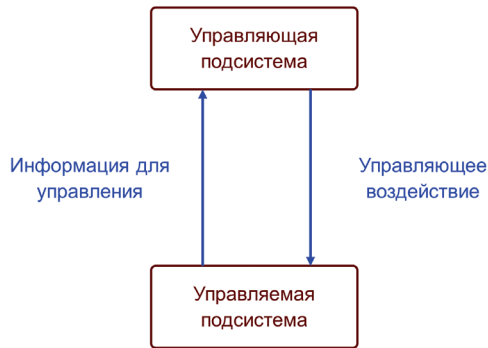 Управляющая
подсистема
Информация для
управления
Управляющее
воздействие
Управляемая
подсистема